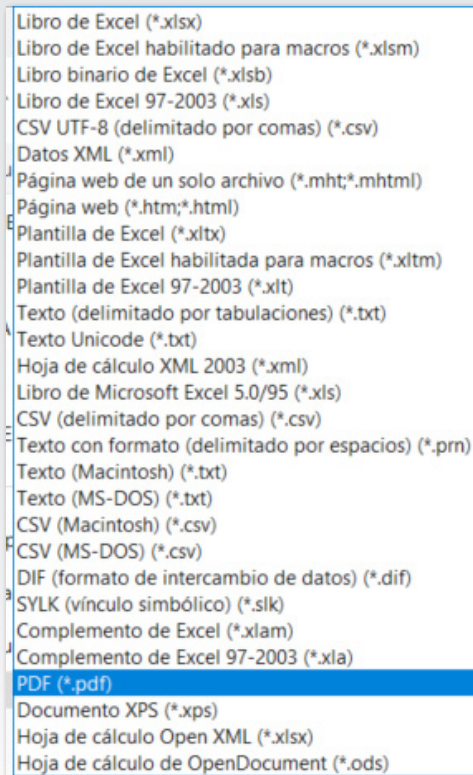 Libro de Excel (*.xlsx)
Libro de Excel habilitado para macros (*.xlsm)
Libro binario de Excel (*.xlsb)
Libro de Excel 97-2003 (*.xls)
CSV UTF-8 (delimitado por comas) (*.csv)
Datos XML (*.xml)
Página web de un solo archivo (*.mht;*.mhtml)
Página web (*.htm;*.html)
Plantilla de Excel (*.xltx)
Plantilla de Excel habilitada para macros (*.xltm)
Plantilla de Excel 97-2003 (*.xlt)
Texto (delimitado por tabulaciones) (*.txt)
Texto Unicode (*.txt)
Hoja de cálculo XML 2003 (*.xml)
Libro de Microsoft Excel 5.0/95 (*.xls)
CSV (delimitado por comas) (*.csv)
Texto con formato (delimitado por espacios) (*.prn)
Texto (Macintosh) (*.txt)
Texto (MS-DOS) (*.txt)
CSV (Macintosh) (*.csv)
CSV (MS-DOS) (*.csv)
DIF (formato de intercambio de datos) (*.dif)
SYLK (vínculo simbólico) (*.slk)
Complemento de Excel (*.xlam)
Complemento de Excel 97-2003 (*.xla)
PDF (*.pdf)
Documento XPS (*.xps)
Hoja de cálculo Open XML (*.xlsx)
Hoja de cálculo de OpenDocument (*.ods)